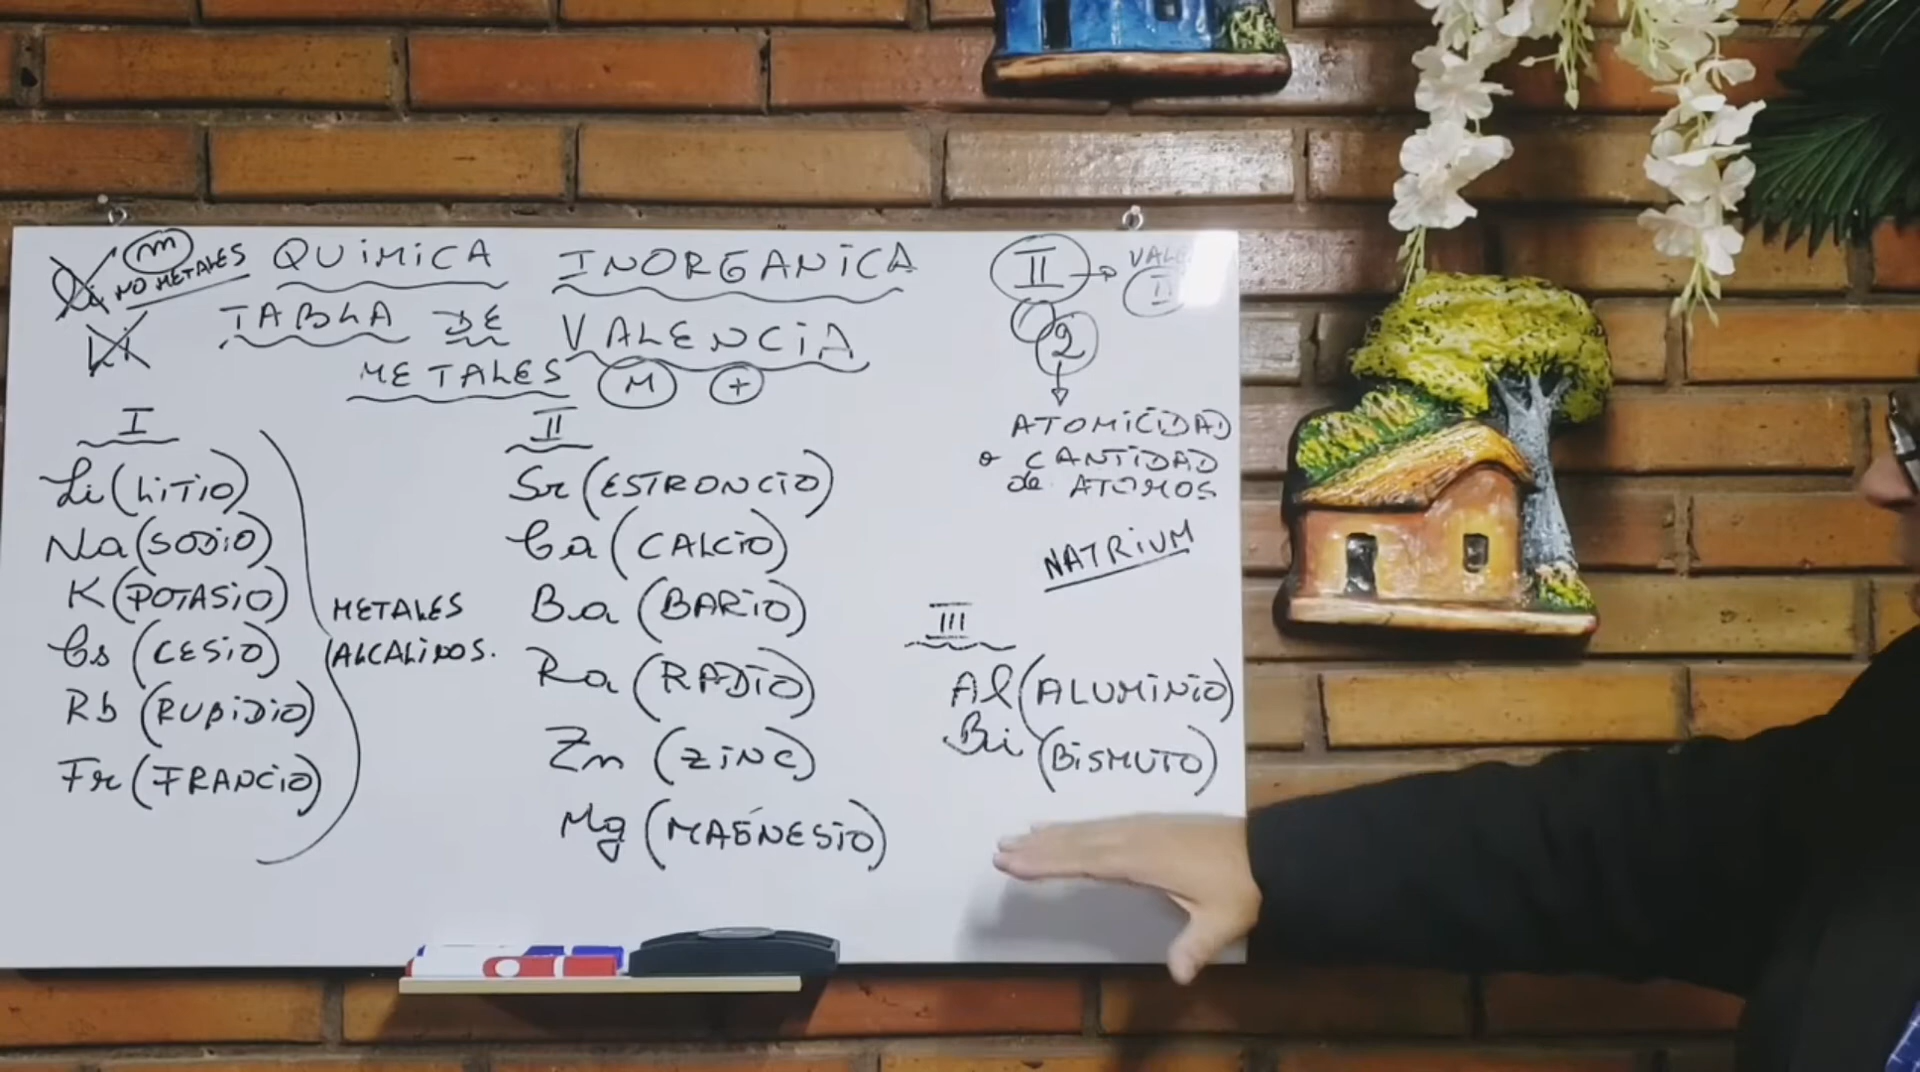 m
NO METALES
Li
QUIMICA INORGANICA
TABLA DE VALENCIA
METALES M +
II → 
II
2
ATOMICIDAD
o CANTIDAD
de ATOMOS
NATRIUM
I
Li (LITIO)
Na (SODIO)
K (POTASIO)
Cs (CESIO)
Rb (RUBIDIO)
Fr (FRANCIO)
METALES
ALCALINOS.
II
Sr (ESTRONCIO)
Ca (CALCIO)
Ba (BARIO)
Ra (RADIO)
Zn (ZINC)
Mg (MAGNESIO)
III
Al (ALUMINIO)
Bi (BISMUTO)